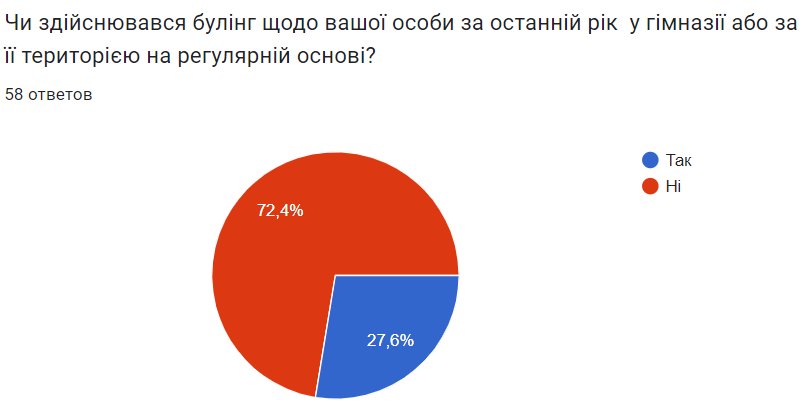 Чи здійснювався булінг щодо вашої особи за останній рік  у гімназії або за
її територією на регулярній основі?
58 ответов
Так
Ні
72,4%
27,6%